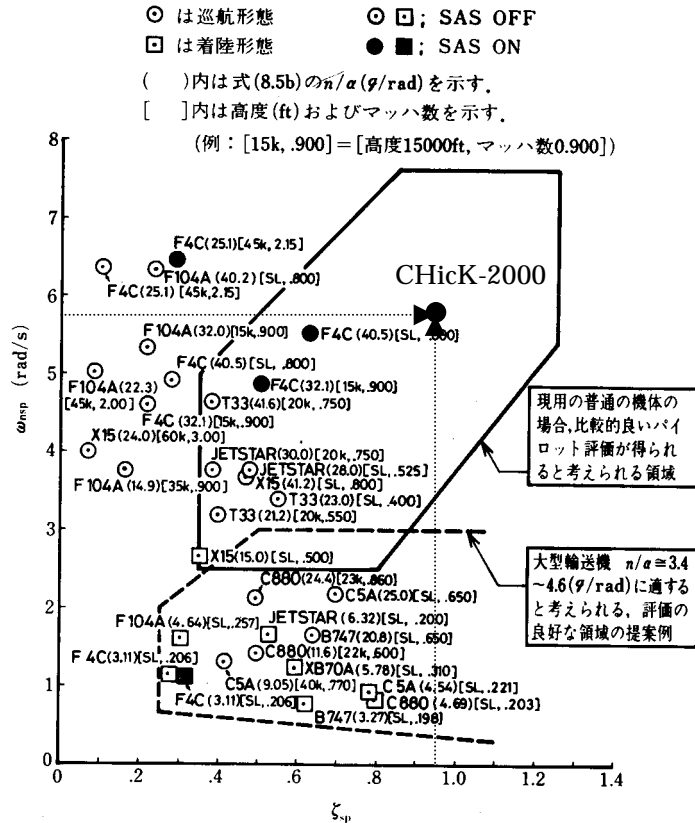 ⊙ は巡航形態 ⊙ ⊡ ; SAS OFF
⊡ は着陸形態 ● ■ ; SAS ON
( )内は式(8.5b)のn/α(g/rad)を示す.
[ ]内は高度(ft)およびマッハ数を示す.
(例：[15k, .900]＝[高度15000ft, マッハ数0.900])
8
7
6
5
4
3
2
1
0
ωnsp (rad/s)
F4C(25.1)[45k, 2.15]
F104A(40.2)[SL, .800]
F4C(25.1) [45k,2.15]
CHicK-2000
F104A(32.0)[15k,.900]
F4C(40.5)[SL, .800]
F4C(40.5)[SL, .800]
F104A(22.3)
[45k, 2.00]
F4C(32.1)[15k,.900]
T33(41.6)[20k,.750]
F4C(32.1)[15k,.900]
X15(24.0)[60k,3.00]
JETSTAR(30.0)[20k,.750]
JETSTAR(28.0)[SL,.525]
X15(41.2)[SL, .800]
F104A(14.9)[35k,.900]
T33(23.0)[SL, .400]
T33(21.2)[20k,.550]
現用の普通の機体の
場合,比較的良いパイ
ロット評価が得られ
ると考えられる領域
X15(15.0)[SL, .500]
C880(24.4)[23k,.860]
C5A(25.0)[SL,.650]
大型輸送機 n/α≅3.4
～4.6(g/rad)に適する
と考えられる, 評価の
良好な領域の提案例
F104A(4.64)[SL,.257]
JETSTAR(6.32)[SL, .200]
B747(20.8)[SL, .650]
C880(11.6)[22k,.600]
F4C(3.11)[SL, .206]
XB70A(5.78)[SL, .310]
C5A(9.05)[40k,.770]
C5A(4.54)[SL, .221]
F4C(3.11)[SL, .206]
C880(4.69)[SL, .203]
B747(3.27)[SL, .198]
0 .2 .4 .6 .8 1.0 1.2 1.4
ζsp